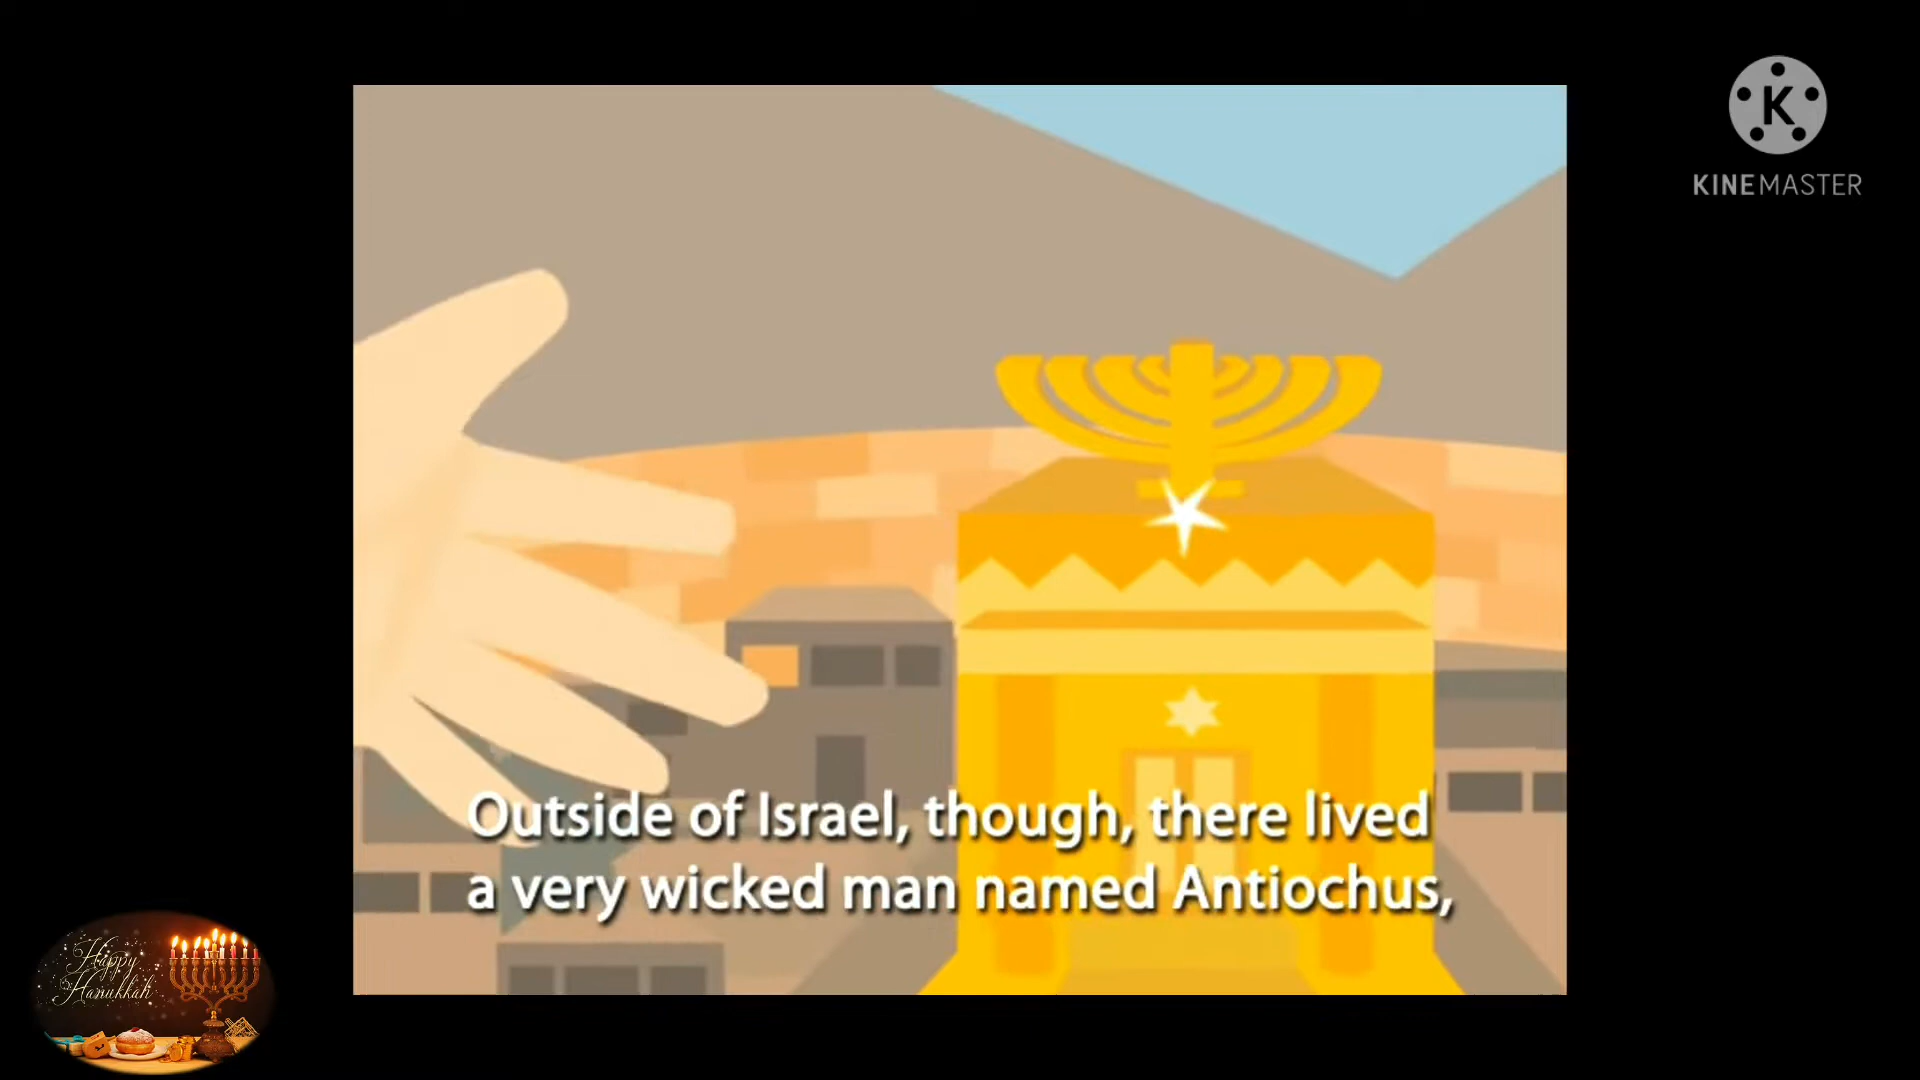 K
KINEMASTER
Outside of Israel, though, there lived
a very wicked man named Antiochus,
Happy
Hanukkah